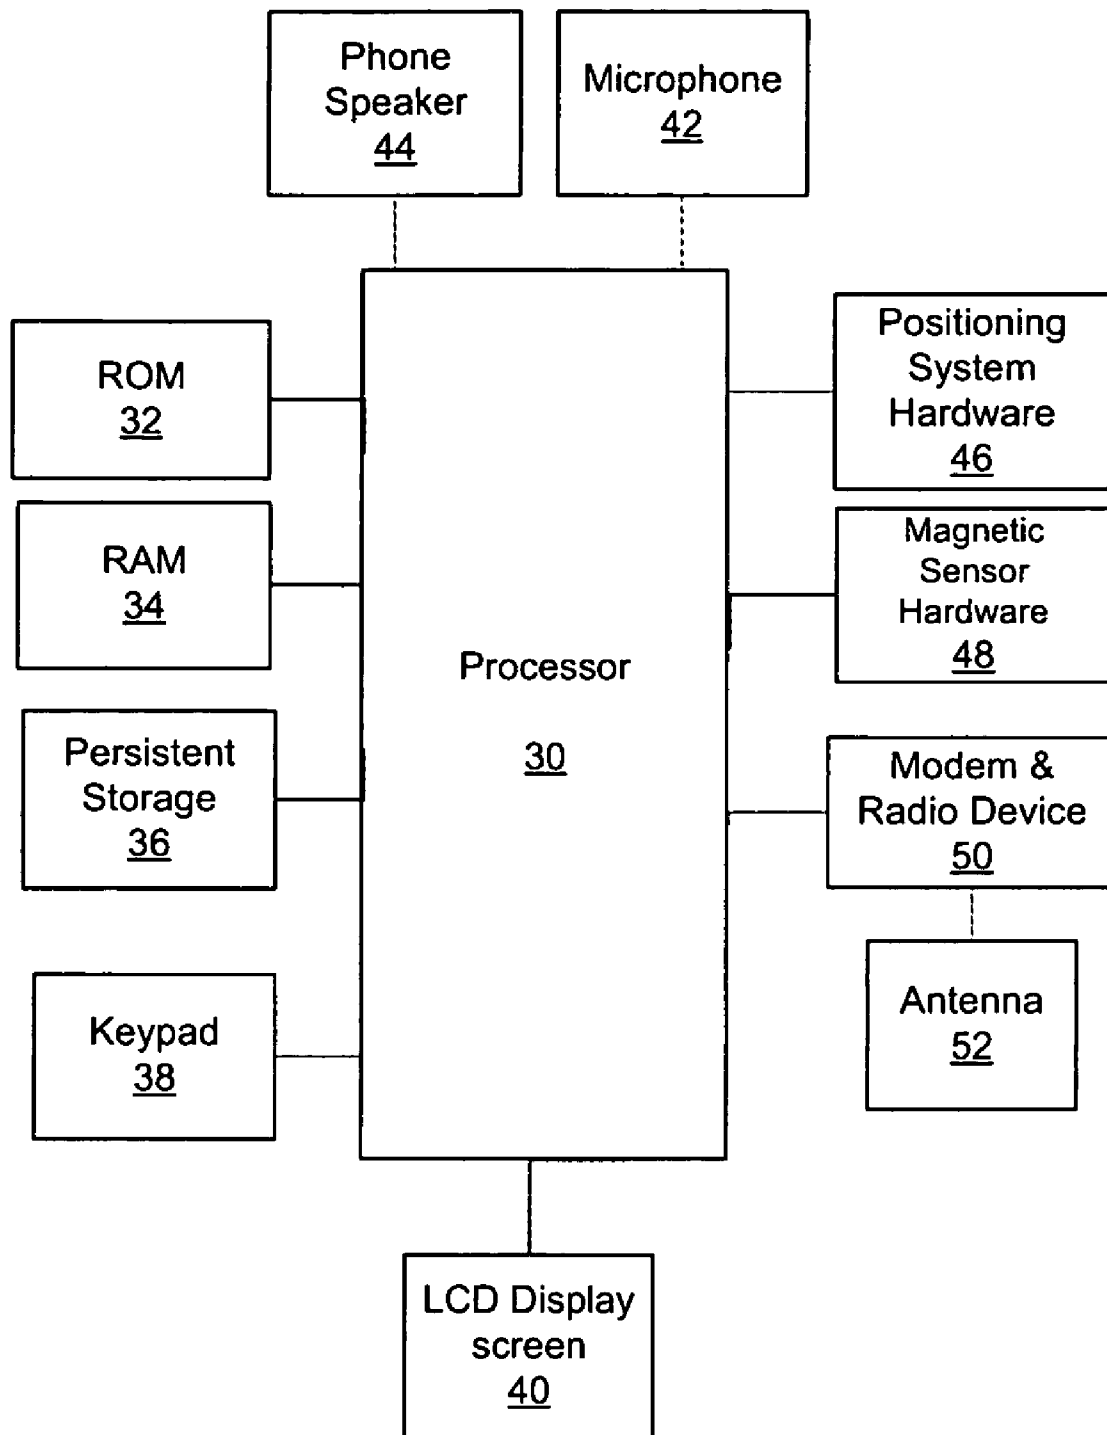 Phone
Speaker
44
Microphone
42
ROM
32
RAM
34
Persistent
Storage
36
Keypad
38
Processor
30
Positioning
System
Hardware
46
Magnetic
Sensor
Hardware
48
Modem &
Radio Device
50
Antenna
52
LCD Display
screen
40